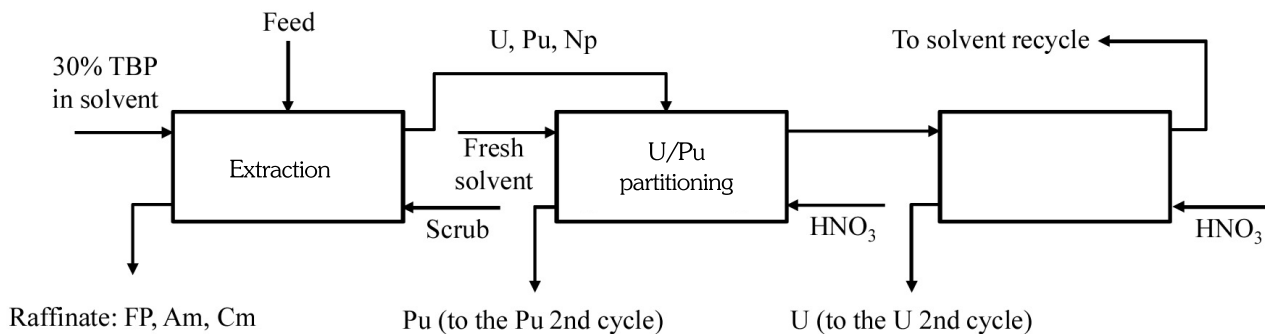 Feed
U, Pu, Np
To solvent recycle
30% TBP
in solvent
Extraction
Fresh
solvent
U/Pu
partitioning
Scrub
HNO₃
HNO₃
Raffinate: FP, Am, Cm
Pu (to the Pu 2nd cycle)
U (to the U 2nd cycle)